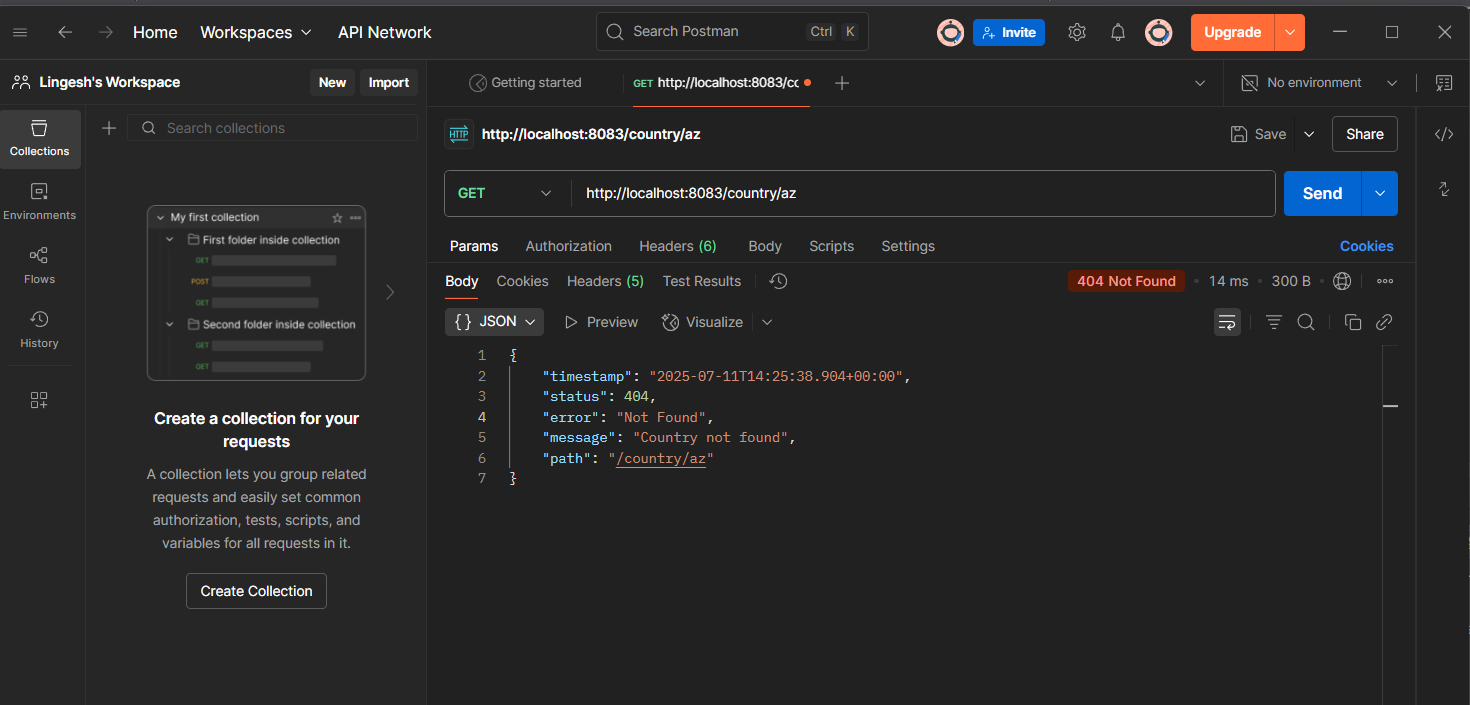 Home Workspaces API Network Search Postman Ctrl K Invite Upgrade
Lingesh's Workspace New Import Getting started GET http://localhost:8083/cc No environment
Collections
Search collections
HTTP http://localhost:8083/country/az Save Share
Environments
Flows
History
GET http://localhost:8083/country/az Send
My first collection
First folder inside collection
GET
POST
GET
Second folder inside collection
GET
GET
Create a collection for your
requests
A collection lets you group related
requests and easily set common
authorization, tests, scripts, and
variables for all requests in it.
Create Collection
Params Authorization Headers (6) Body Scripts Settings Cookies
Body Cookies Headers (5) Test Results 404 Not Found 14 ms 300 B
{} JSON Preview Visualize
1 {
2 "timestamp": "2025-07-11T14:25:38.904+00:00",
3 "status": 404,
4 "error": "Not Found",
5 "message": "Country not found",
6 "path": "/country/az"
7 }